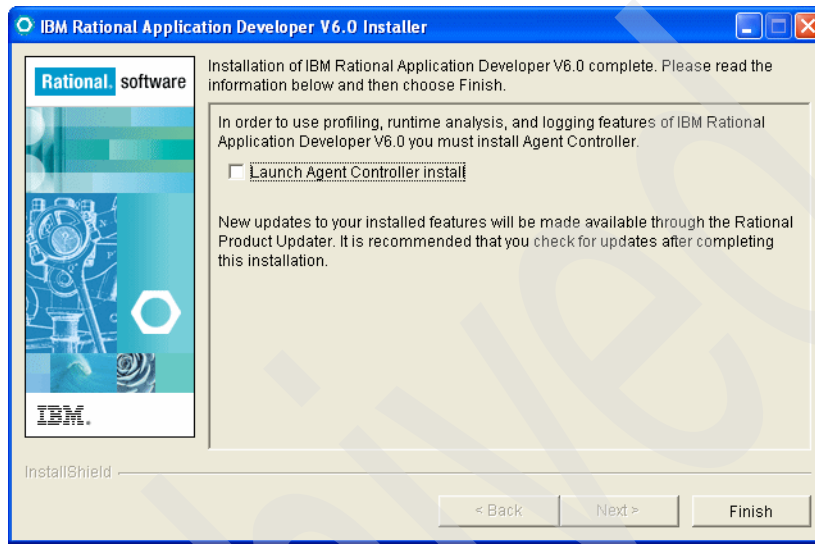 IBM Rational Application Developer V6.0 Installer
Rational. software
Installation of IBM Rational Application Developer V6.0 complete. Please read the
information below and then choose Finish.
In order to use profiling, runtime analysis, and logging features of IBM Rational
Application Developer V6.0 you must install Agent Controller.
Launch Agent Controller install
New updates to your installed features will be made available through the Rational
Product Updater. It is recommended that you check for updates after completing
this installation.
IBM.
InstallShield
< Back
Next >
Finish